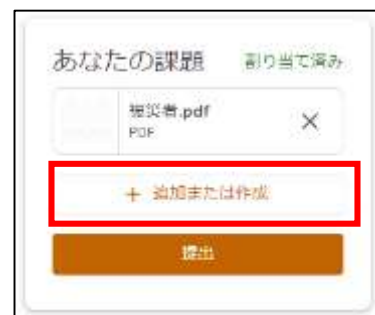 あなたの課題
割り当て済み
被災者.pdf
PDF
+ 追加または作成
提出